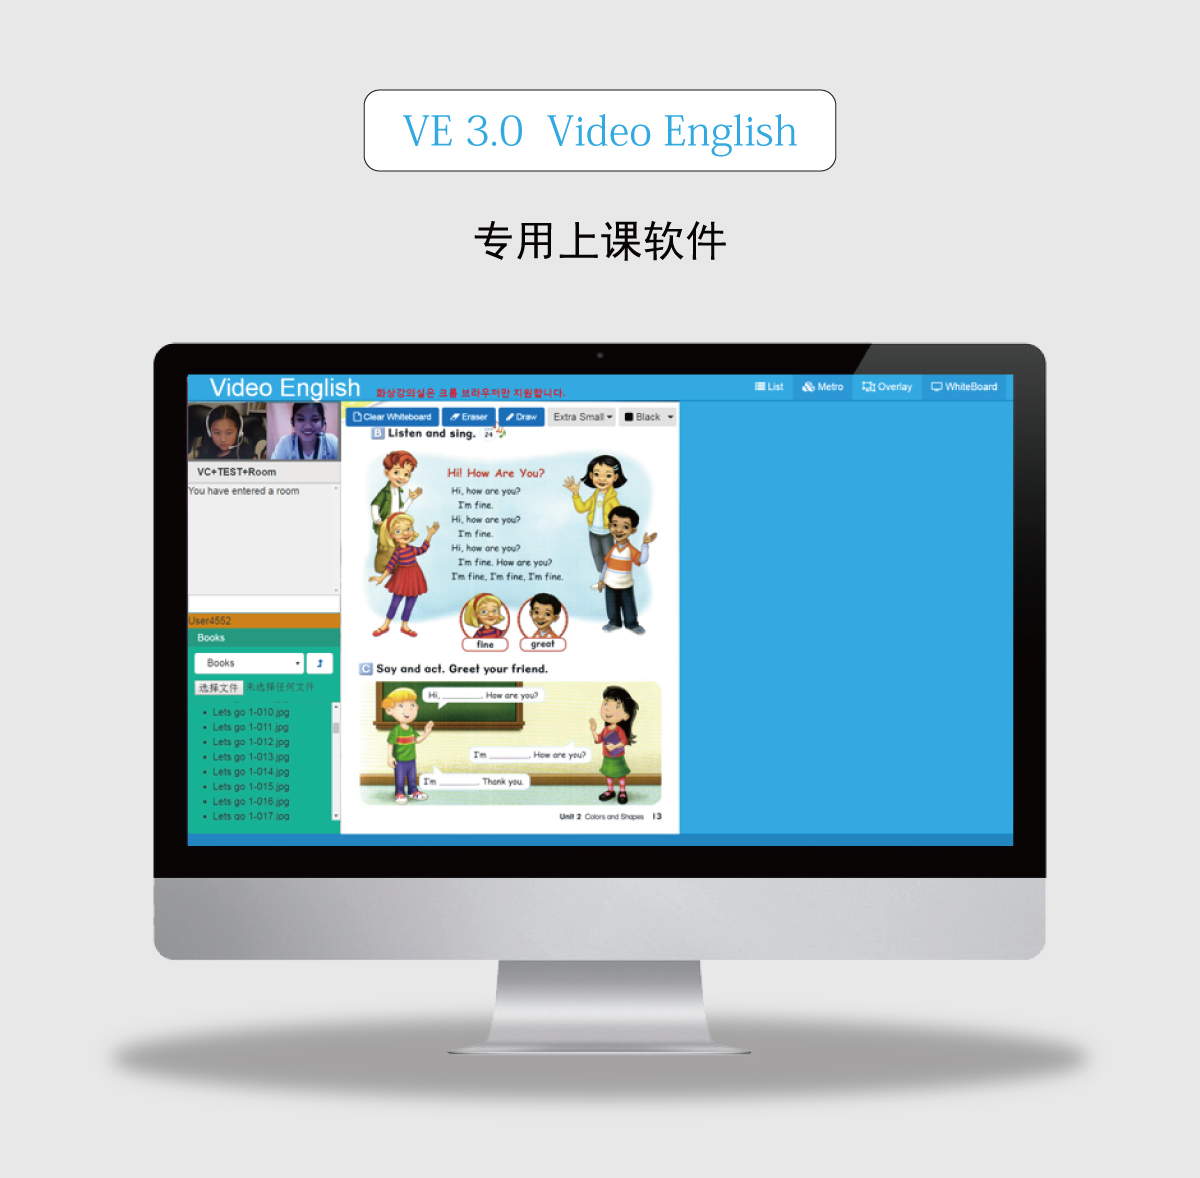 VE 3.0 Video English
专用上课软件
Video English
화상강의실은 크롬 브라우저만 지원합니다.
List
Metro
Overlay
WhiteBoard
Clear Whiteboard
Eraser
Draw
Extra Small
Black
VC+TEST+Room
You have entered a room
User4552
Books
Books
选择文件 未选择任何文件
Lets go 1-010.jpg
Lets go 1-011.jpg
Lets go 1-012.jpg
Lets go 1-013.jpg
Lets go 1-014.jpg
Lets go 1-015.jpg
Lets go 1-016.jpg
Lets go 1-017.jpg
B Listen and sing. 24
Hi! How Are You?
Hi, how are you?
I'm fine.
Hi, how are you?
I'm fine.
Hi, how are you?
I'm fine. How are you?
I'm fine, I'm fine, I'm fine.
fine
great
C Say and act. Greet your friend.
Hi, ________. How are you?
I'm ________. How are you?
I'm ________. Thank you.
Unit 2 Colors and Shapes 13